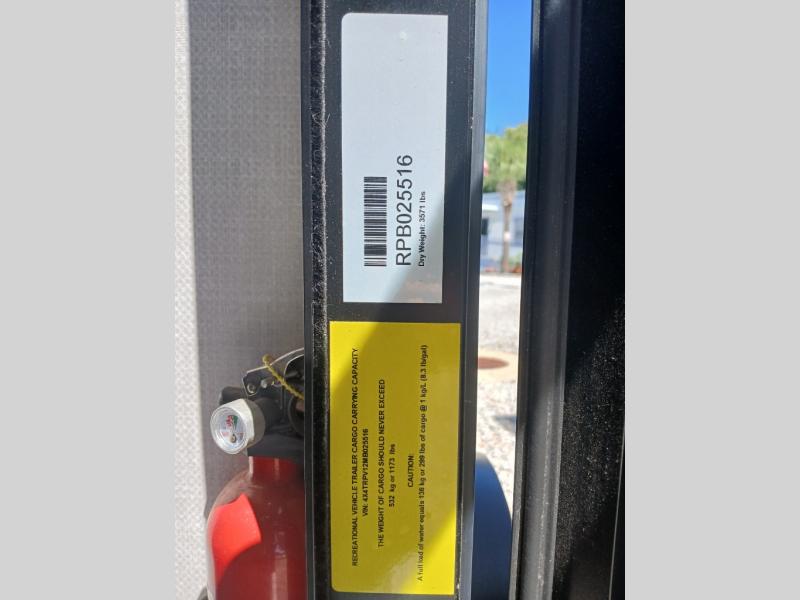 RPB025516
Dry Weight: 3571 lbs
RECREATIONAL VEHICLE TRAILER CARGO CARRYING CAPACITY
VIN: 4X4TRPV12MB025516
THE WEIGHT OF CARGO SHOULD NEVER EXCEED
532 kg or 1173 lbs
CAUTION:
A full load of water equals 136 kg or 299 lbs of cargo @ 1 kg/L (8.3 lb/gal)